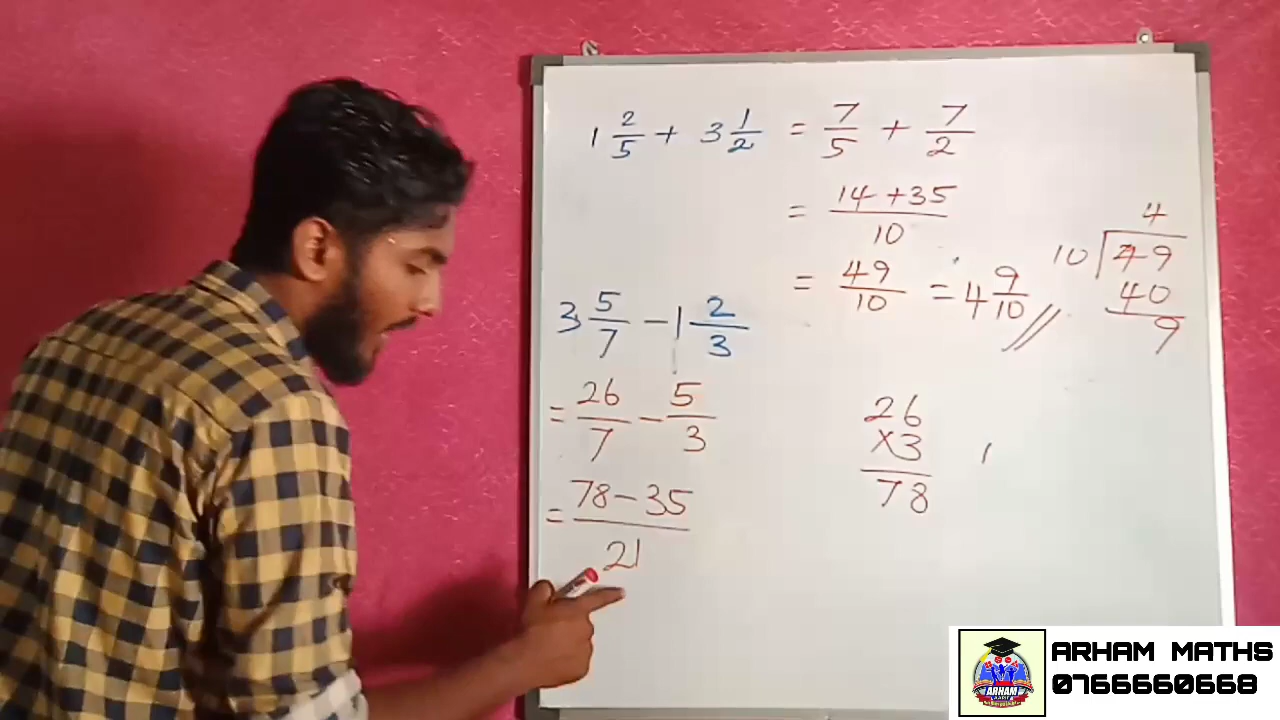 1 2/5 + 3 1/2 = 7/5 + 7/2
= 14 + 35 / 10
= 49/10 = 4 9/10 //
4
10 49
40
9
3 5/7 - 1 2/3
= 26/7 - 5/3
= 78 - 35 / 21
26
×3
78
ARHAM
ARHAM MATHS
0766660668